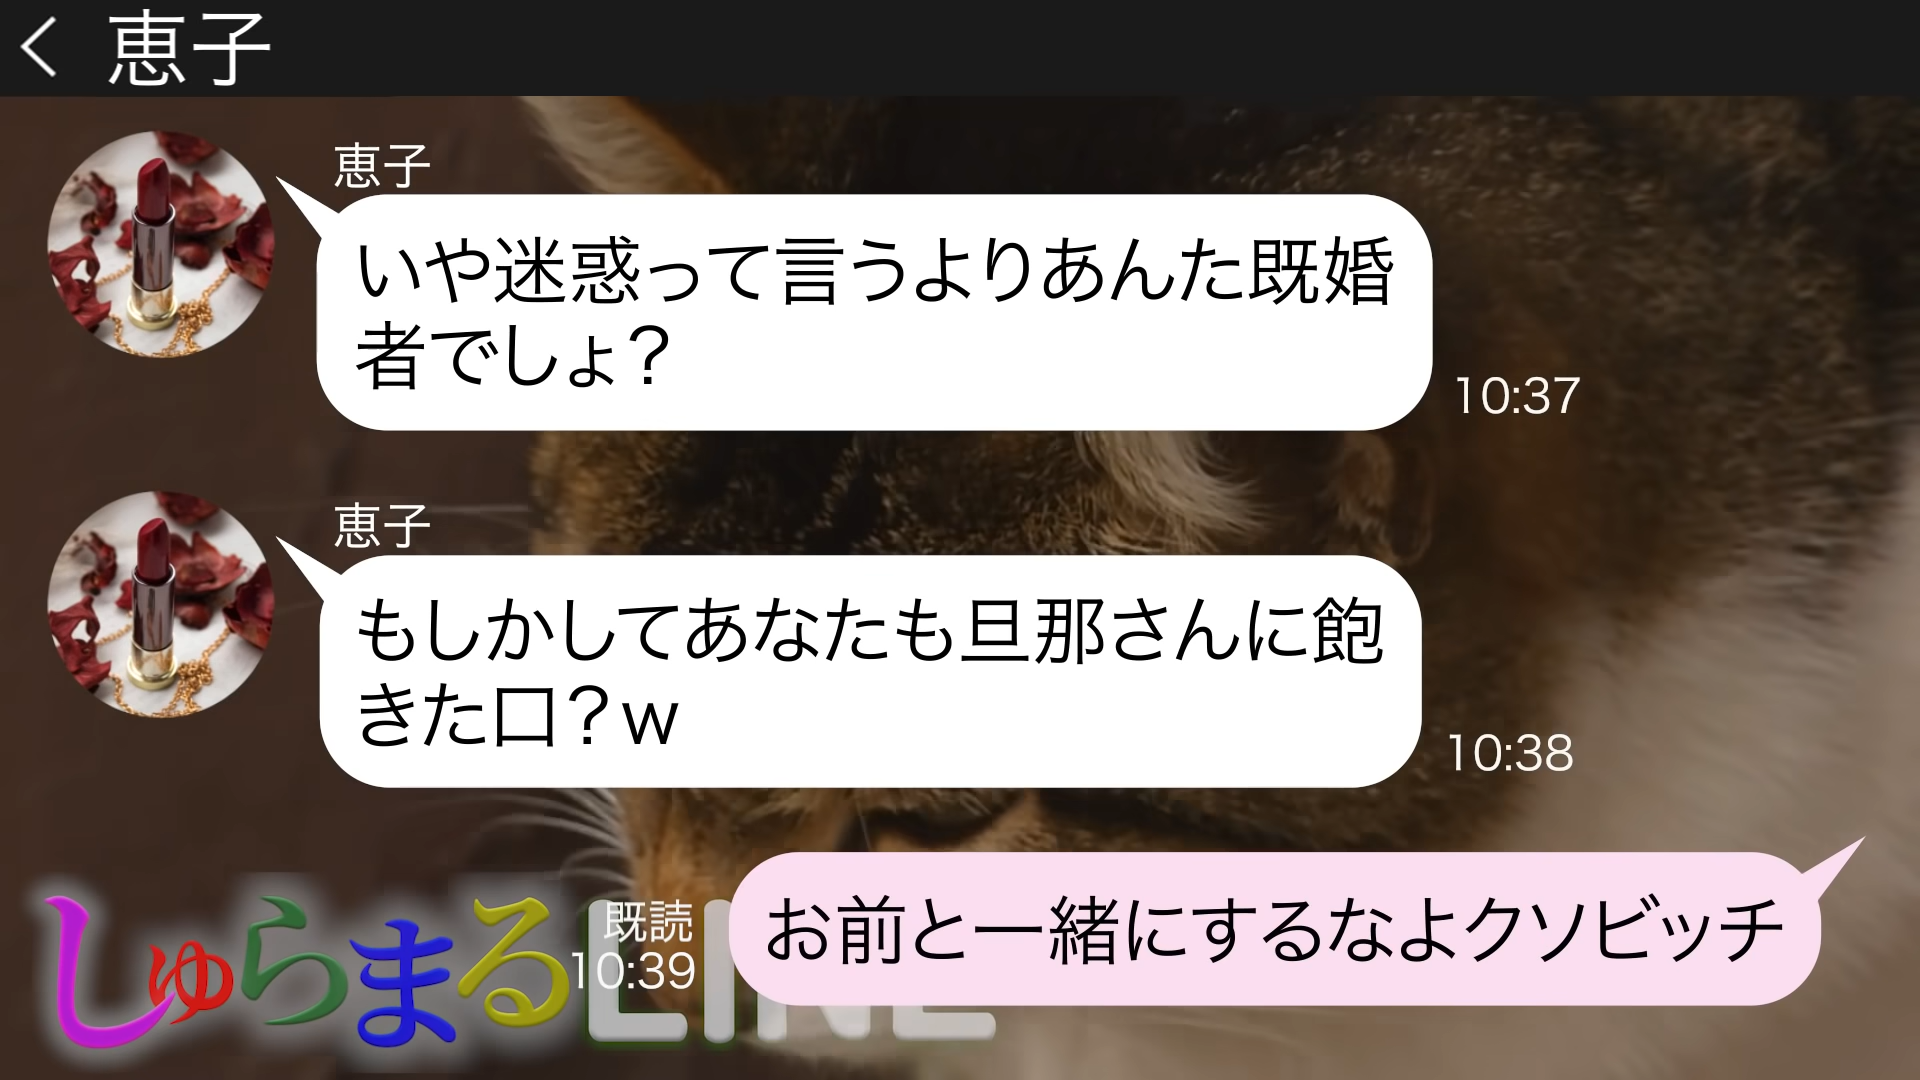 恵子
恵子
いや迷惑って言うよりあんた既婚
者でしょ?
10:37
恵子
もしかしてあなたも旦那さんに飽
きた口?w
10:38
お前と一緒にするなよクソビッチ
既読
10:39
しゅらまるLINE